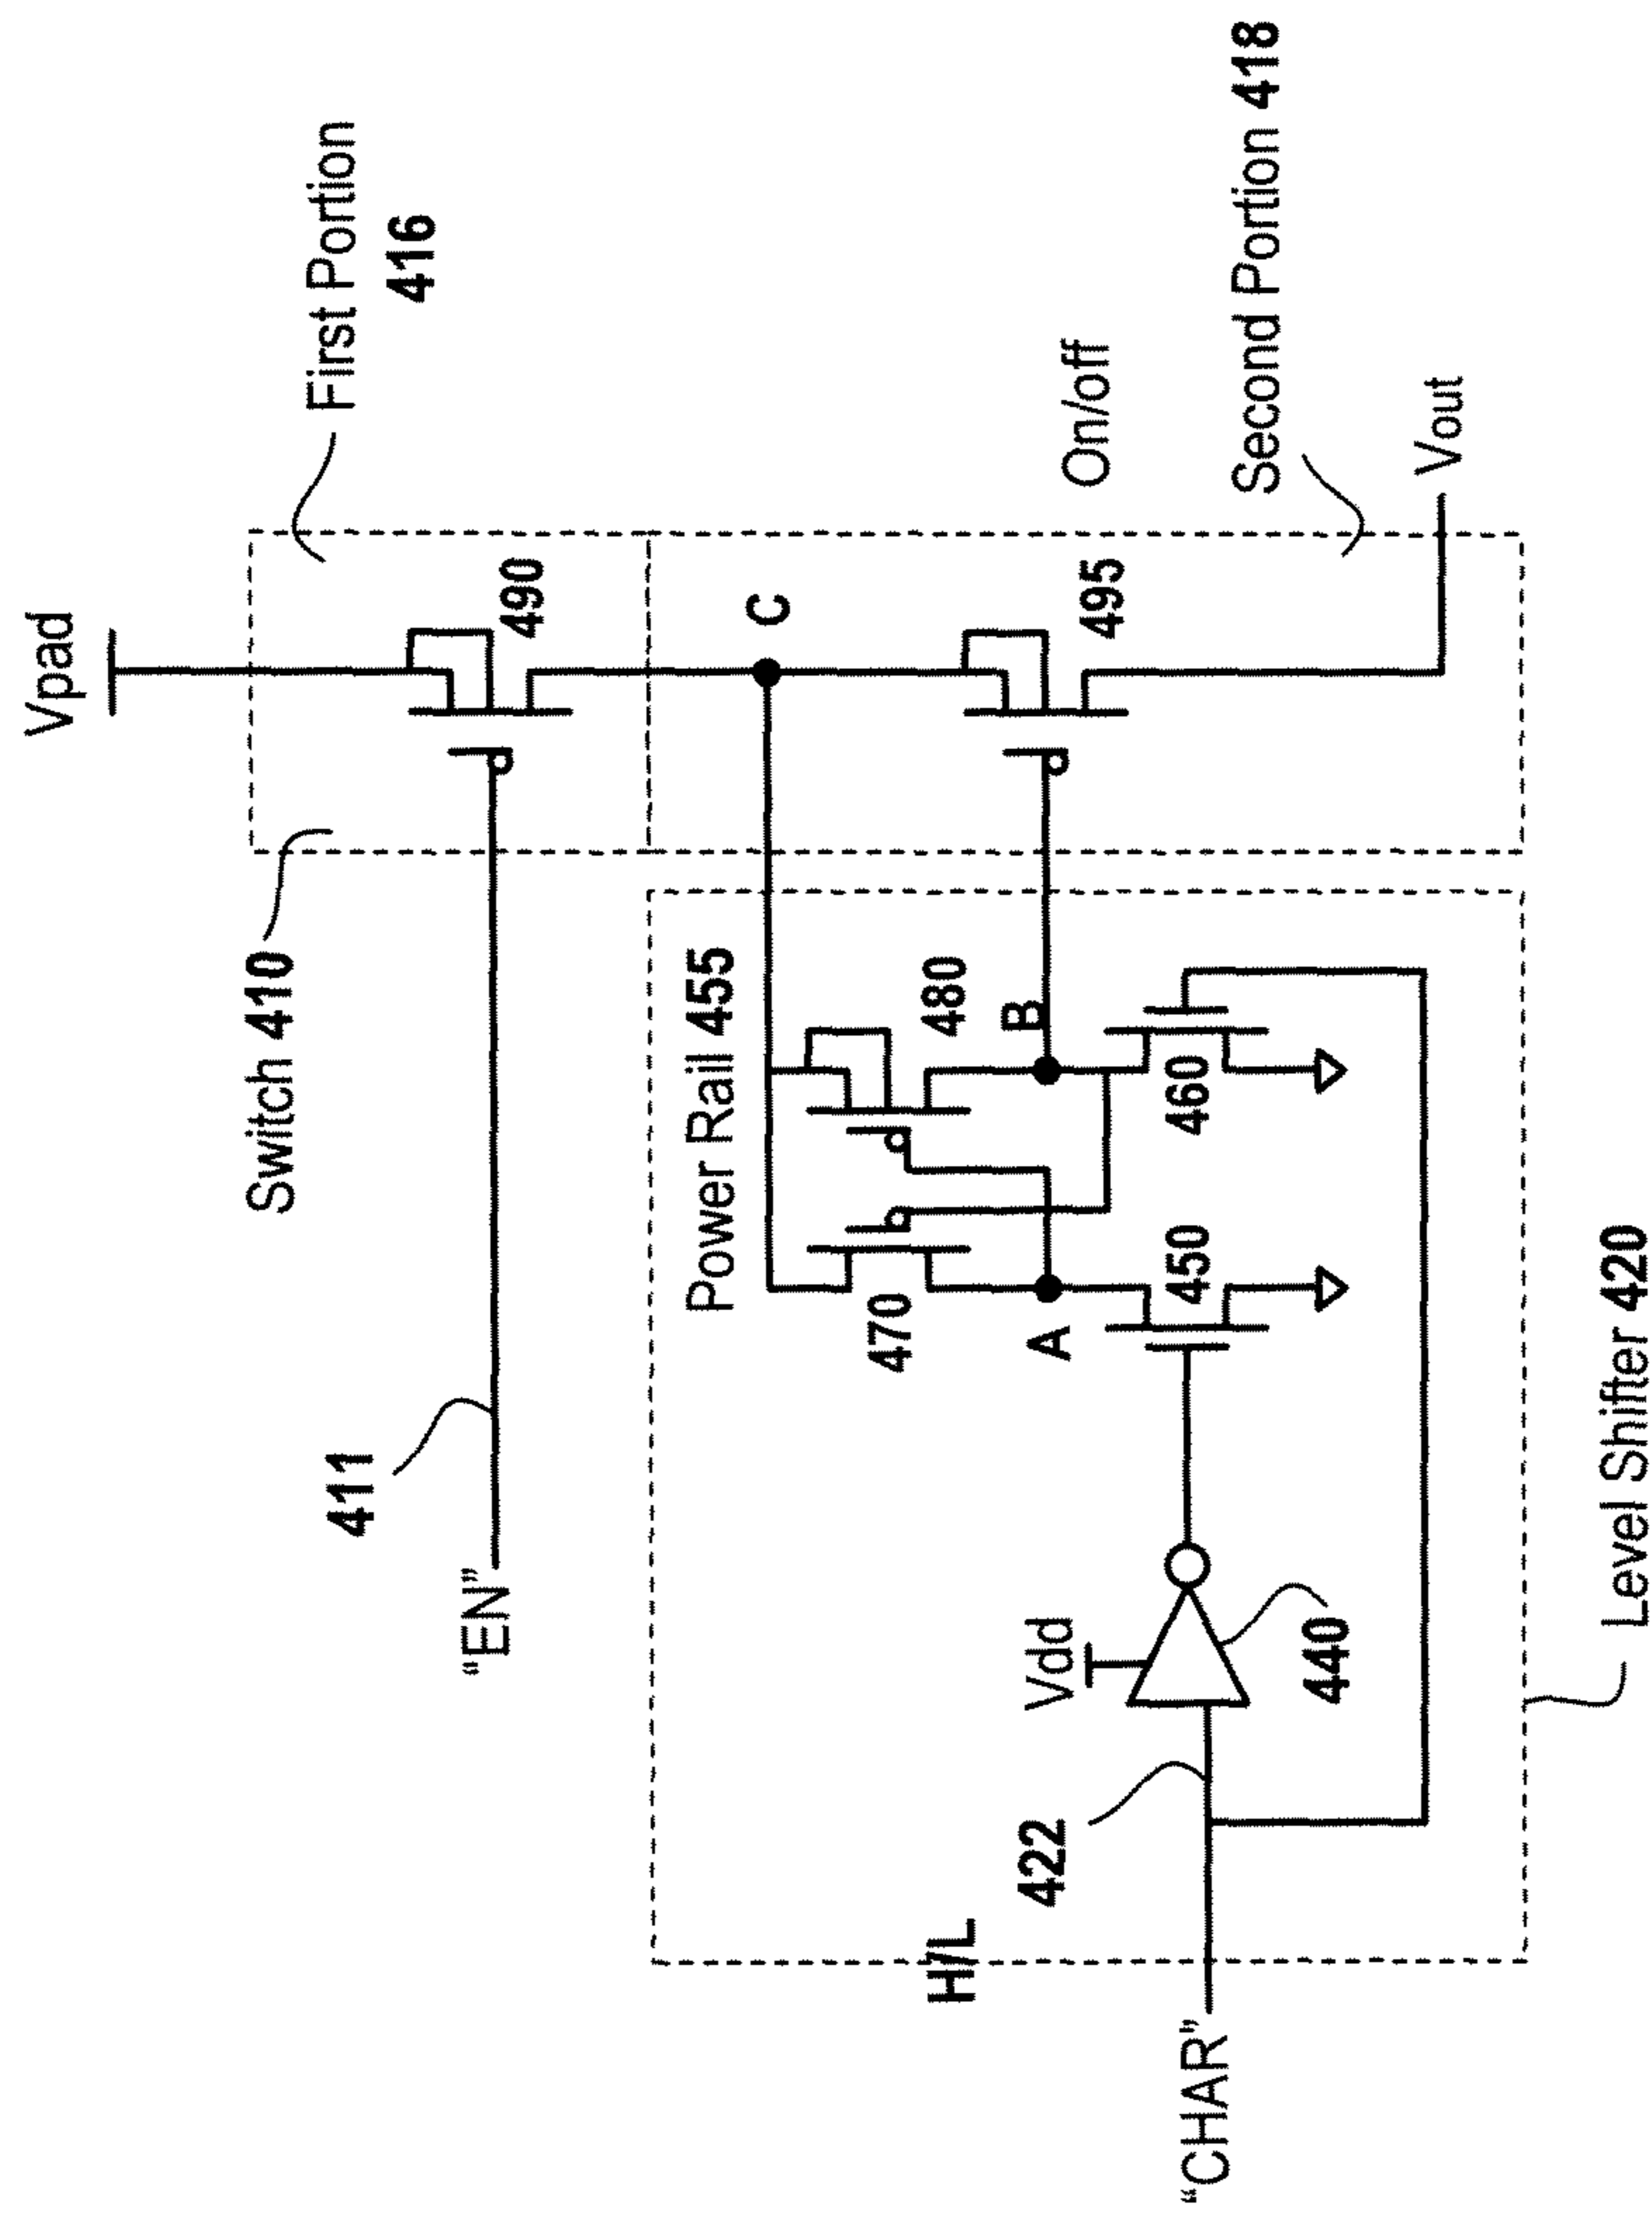 Vpad
First Portion
416
Switch 410
490
411
"EN"
C
Power Rail 455
480
470
B
A
495
On/off
460
450
Second Portion 418
Vout
Vdd
440
422
H/L
"CHAR"
Level Shifter 420